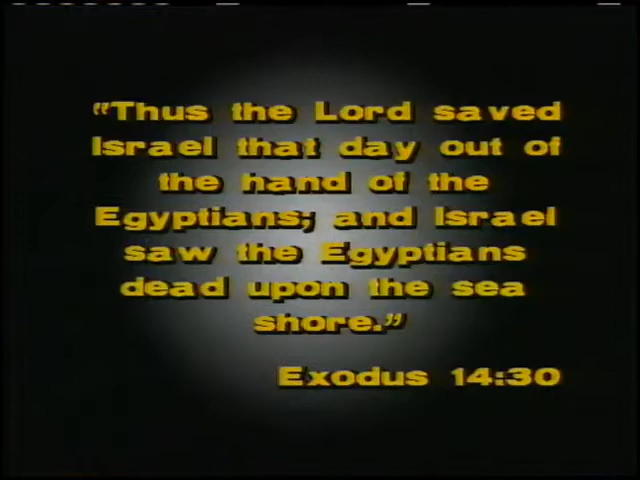 "Thus the Lord saved
Israel that day out of
the hand of the
Egyptians; and Israel
saw the Egyptians
dead upon the sea
shore."
Exodus 14:30